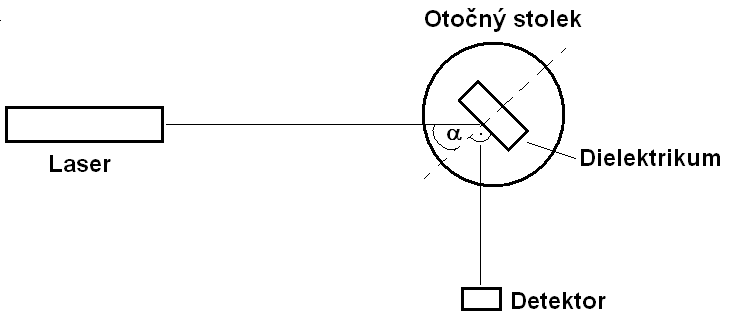 Otočný stolek
α
Laser
Dielektrikum
Detektor